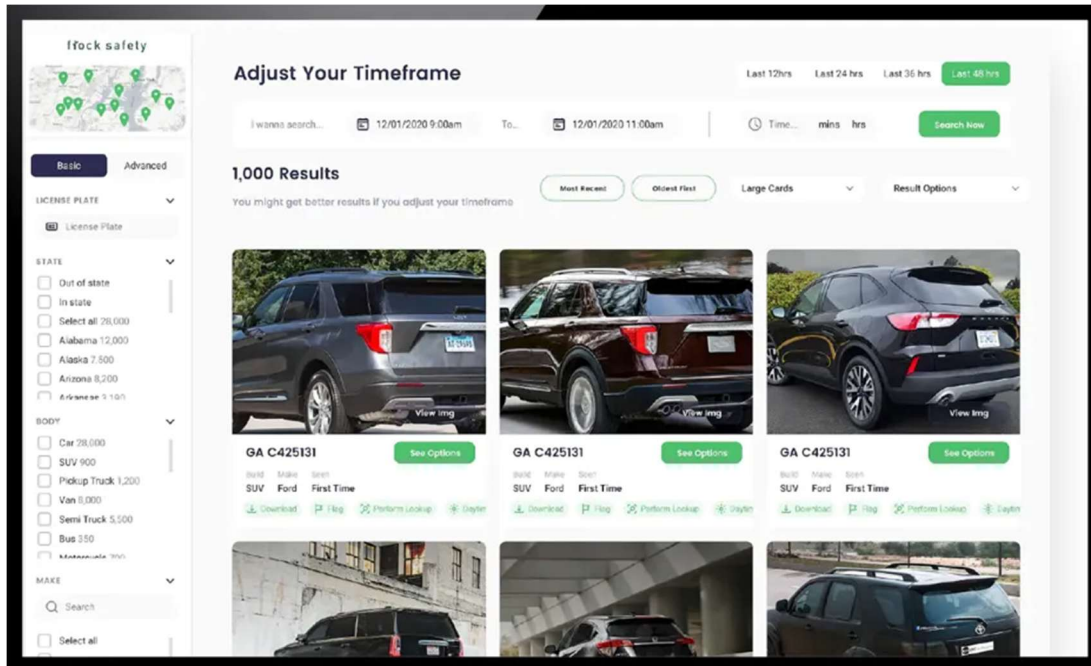 flock safety
Basic
Advanced
LICENSE PLATE
License Plate
STATE
Out of state
In state
Select all 28,000
Alabama 12,000
Alaska 7,500
Arizona 8,200
Arkansas 3,190
BODY
Car 28,000
SUV 900
Pickup Truck 1,200
Van 8,000
Semi Truck 5,500
Bus 350
Motorcycle 700
MAKE
Search
Select all
Adjust Your Timeframe
Last 12hrs Last 24 hrs Last 36 hrs Last 48 hrs
I wanna search... 12/01/2020 9:00am To... 12/01/2020 11:00am Time... mins hrs Search Now
1,000 Results
You might get better results if you adjust your timeframe
Most Recent Oldest First Large Cards Result Options
View Img View Img View Img
GA C425131 See Options
Build Make Seen
SUV Ford First Time
Download Flag Perform Lookup Daytim
GA C425131 See Options
Build Make Seen
SUV Ford First Time
Download Flag Perform Lookup Daytim
GA C425131 See Options
Build Make Seen
SUV Ford First Time
Download Flag Perform Lookup Daytim